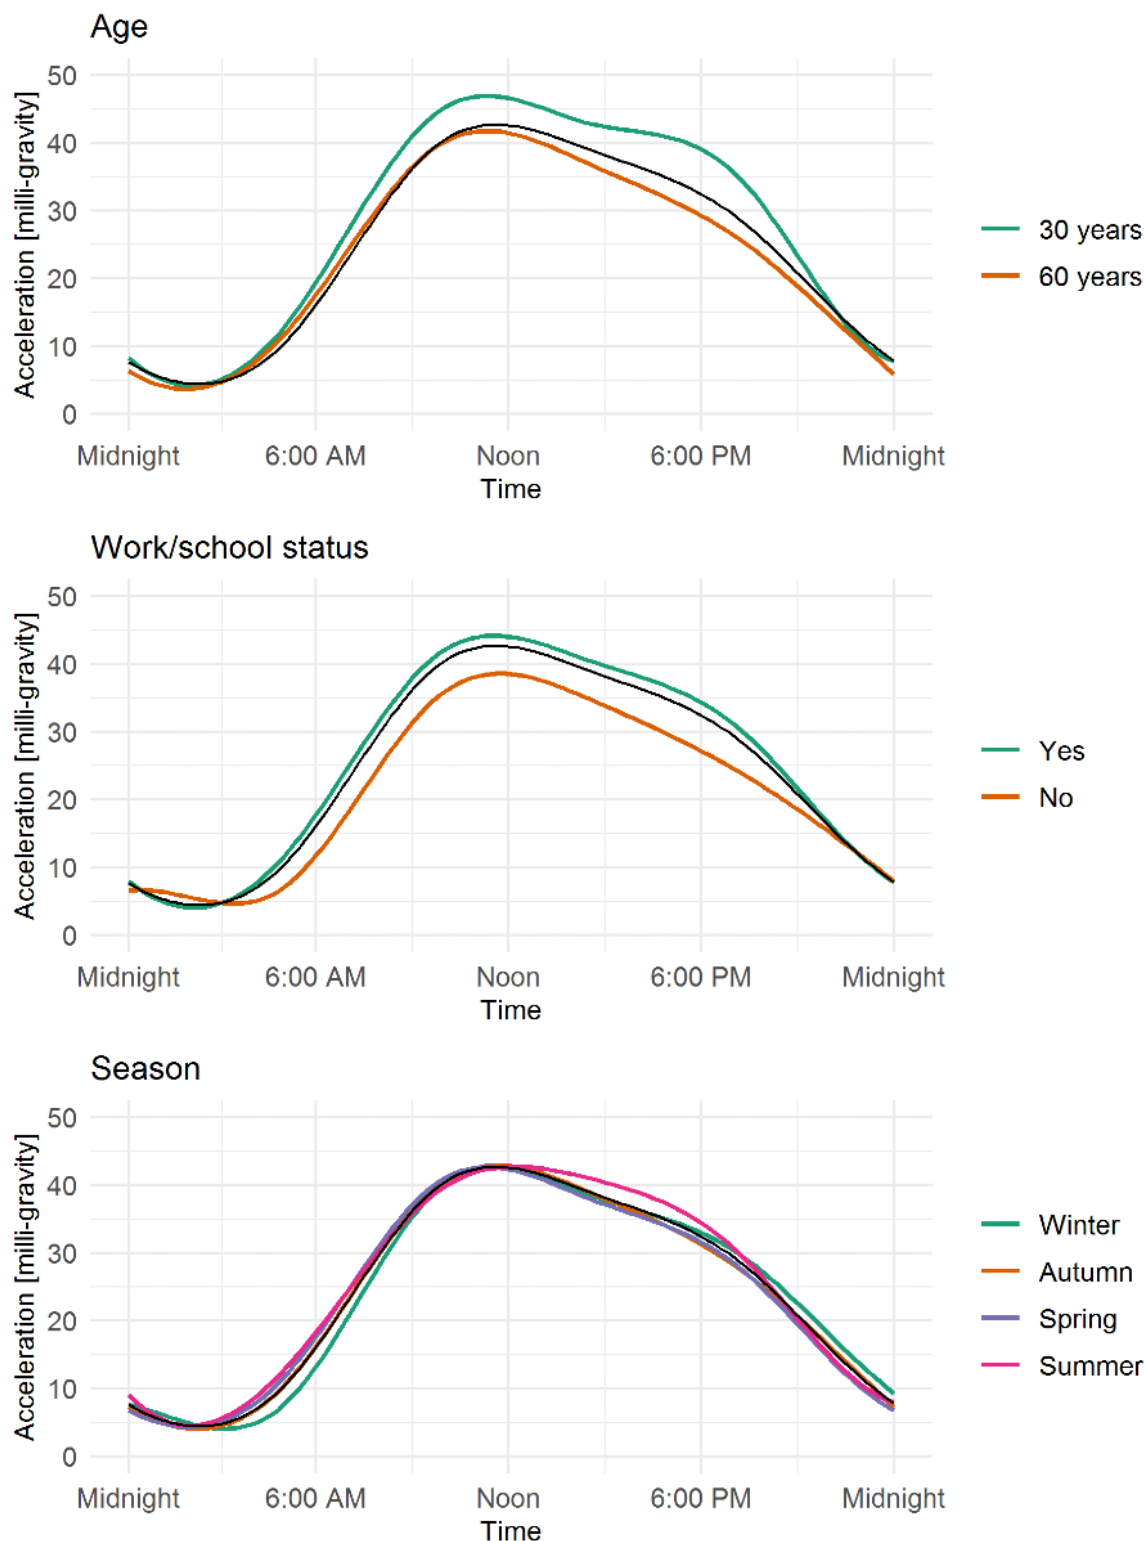 Age
Acceleration [milli-gravity]
50
40
30
20
10
0
Midnight
6:00 AM
Noon
6:00 PM
Midnight
Time
30 years
60 years
Work/school status
Acceleration [milli-gravity]
50
40
30
20
10
0
Midnight
6:00 AM
Noon
6:00 PM
Midnight
Time
Yes
No
Season
Acceleration [milli-gravity]
50
40
30
20
10
0
Midnight
6:00 AM
Noon
6:00 PM
Midnight
Time
Winter
Autumn
Spring
Summer